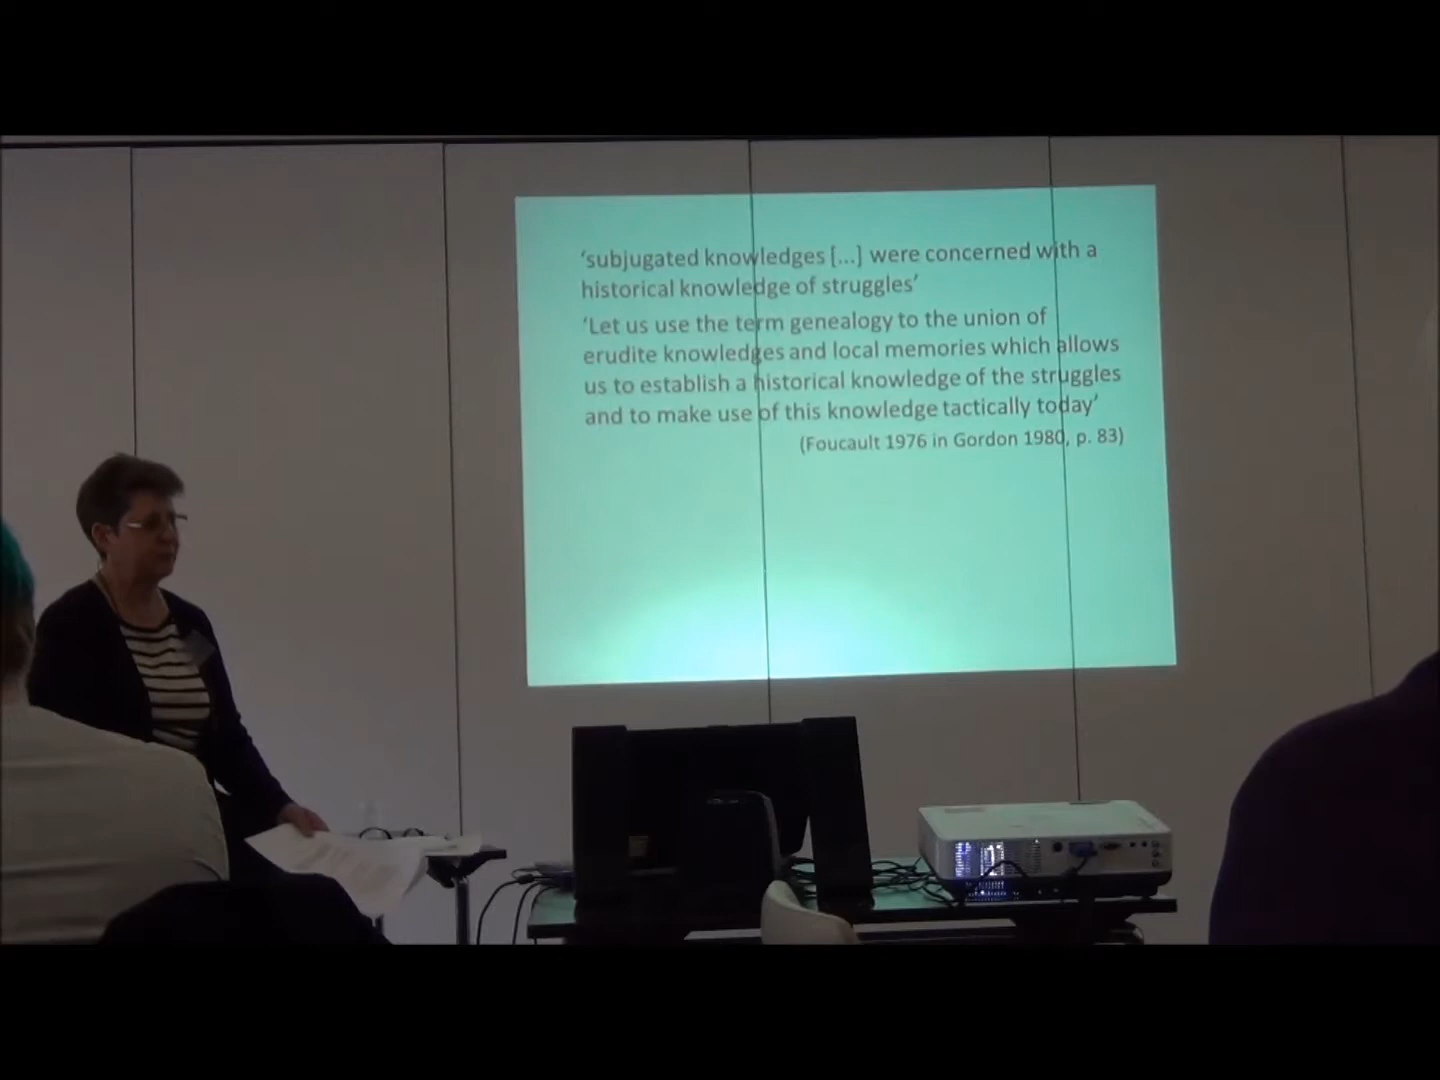 ‘subjugated knowledges [...] were concerned with a
historical knowledge of struggles’
‘Let us use the term genealogy to the union of
erudite knowledges and local memories which allows
us to establish a historical knowledge of the struggles
and to make use of this knowledge tactically today’
(Foucault 1976 in Gordon 1980, p. 83)